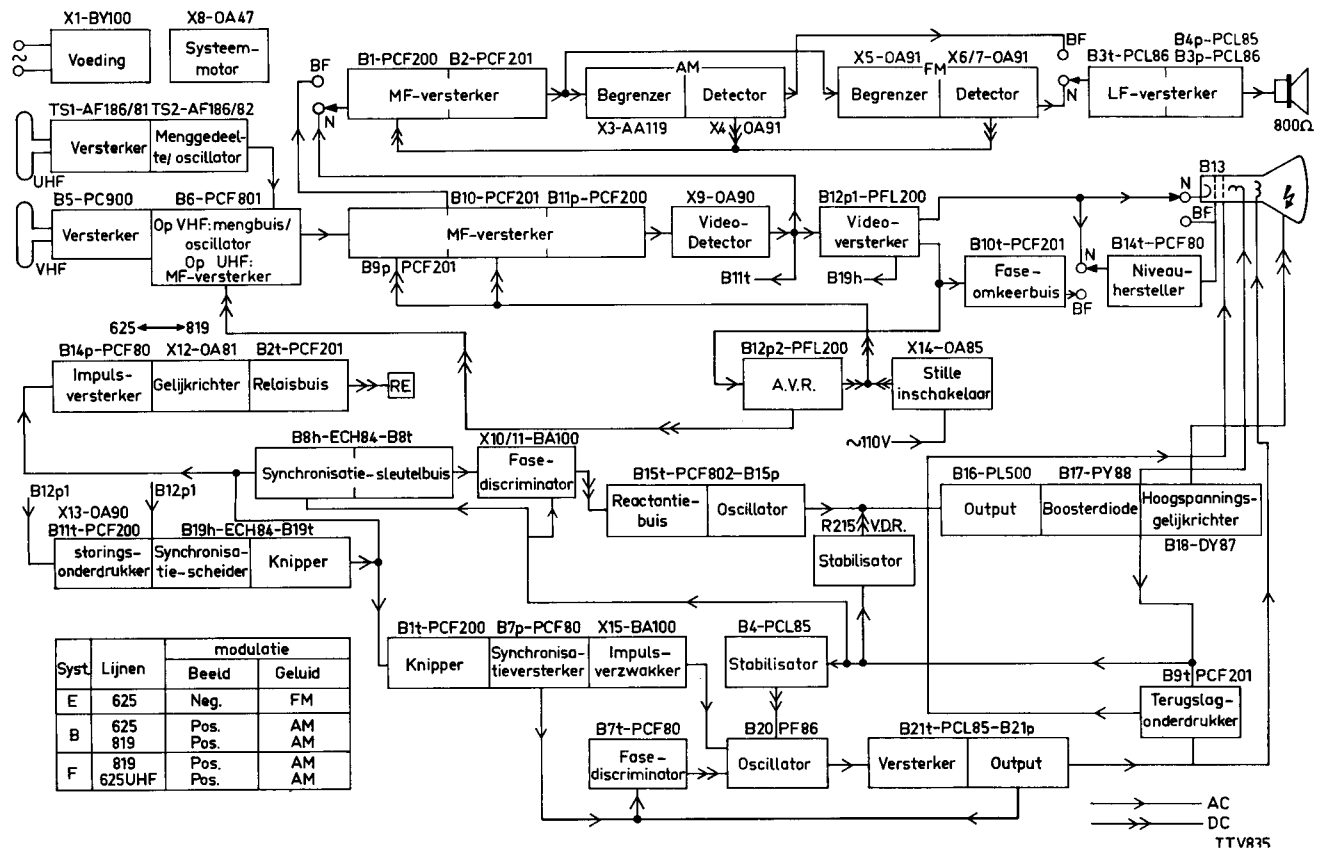 X1-BY100
X8-OA47
Voeding
Systeem-
motor
~
TS1-AF186/81 TS2-AF186/82
Versterker
Menggedeel-
te/ oscillator
UHF
B5-PC900
B6-PCF801
Versterker
Op VHF: mengbuis/
oscillator
Op UHF:
MF-versterker
VHF
BF
N
B1-PCF200
B2-PCF201
MF-versterker
AM
Begrenzer
Detector
X3-AA119
X4
OA91
X5-OA91
X6/7-OA91
FM
Begrenzer
Detector
BF
N
B4p-PCL85
B3t-PCL86
B3p-PCL86
LF-versterker
800Ω
B10-PCF201
B11p-PCF200
MF-versterker
B9p
PCF201
X9-OA90
Video-
Detector
B11t
B12p1-PFL200
Video-
versterker
B19h
B10t-PCF201
Fase-
omkeerbuis
N
BF
B14t-PCF80
Niveau-
hersteller
N
BF
B13
625
819
B14p-PCF80
X12-OA81
B2t-PCF201
Impuls-
versterker
Gelijkrichter
Relaisbuis
RE
B12p2-PFL200
A.V.R.
X14-OA85
Stille
inschakelaar
~110V
B8h-ECH84-B8t
Synchronisatie-sleutelbuis
X10/11-BA100
Fase-
discriminator
B15t-PCF802-B15p
Reactantie-
buis
Oscillator
R215
V.D.R.
Stabilisator
B16-PL500
B17-PY88
Output
Boosterdiode
Hoogspannings-
gelijkrichter
B18-DY87
B12p1
B12p1
X13-OA90
B11t-PCF200
B19h-ECH84-B19t
storings-
onderdrukker
Synchronisa-
tie-scheider
Knipper
B1t-PCF200
B7p-PCF80
X15-BA100
Knipper
Synchronisa-
tieversterker
Impuls-
verzwakker
B4-PCL85
Stabilisator
B9t
PCF201
Terugslag-
onderdrukker
B7t-PCF80
Fase-
discriminator
B20
PF86
Oscillator
B21t-PCL85-B21p
Versterker
Output
Syst.
Lijnen
modulatie
Beeld
Geluid
E 625 Neg. FM
B 625 Pos. AM
819 Pos. AM
F 819 Pos. AM
625UHF Pos. AM
AC
DC
TTV835